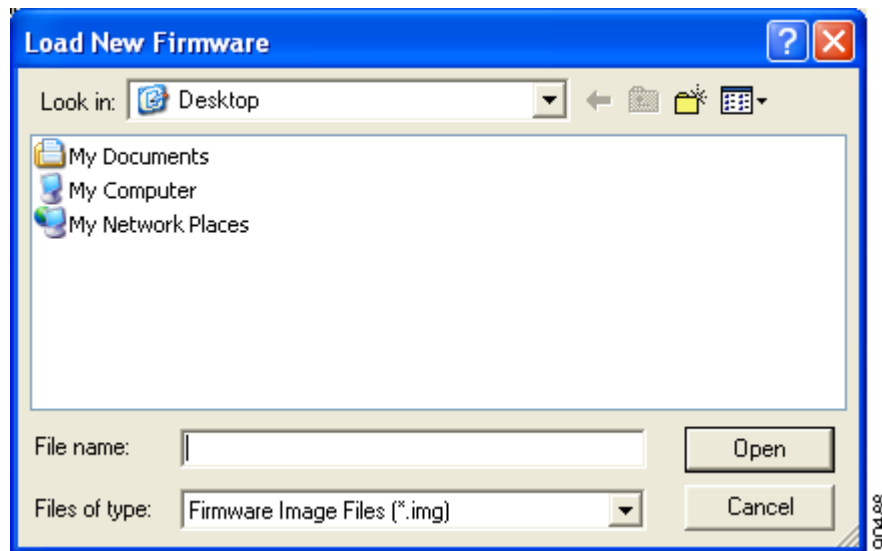 Load New Firmware
Look in: Desktop
My Documents
My Computer
My Network Places
File name: Open
Files of type: Firmware Image Files (*.img) Cancel
90488